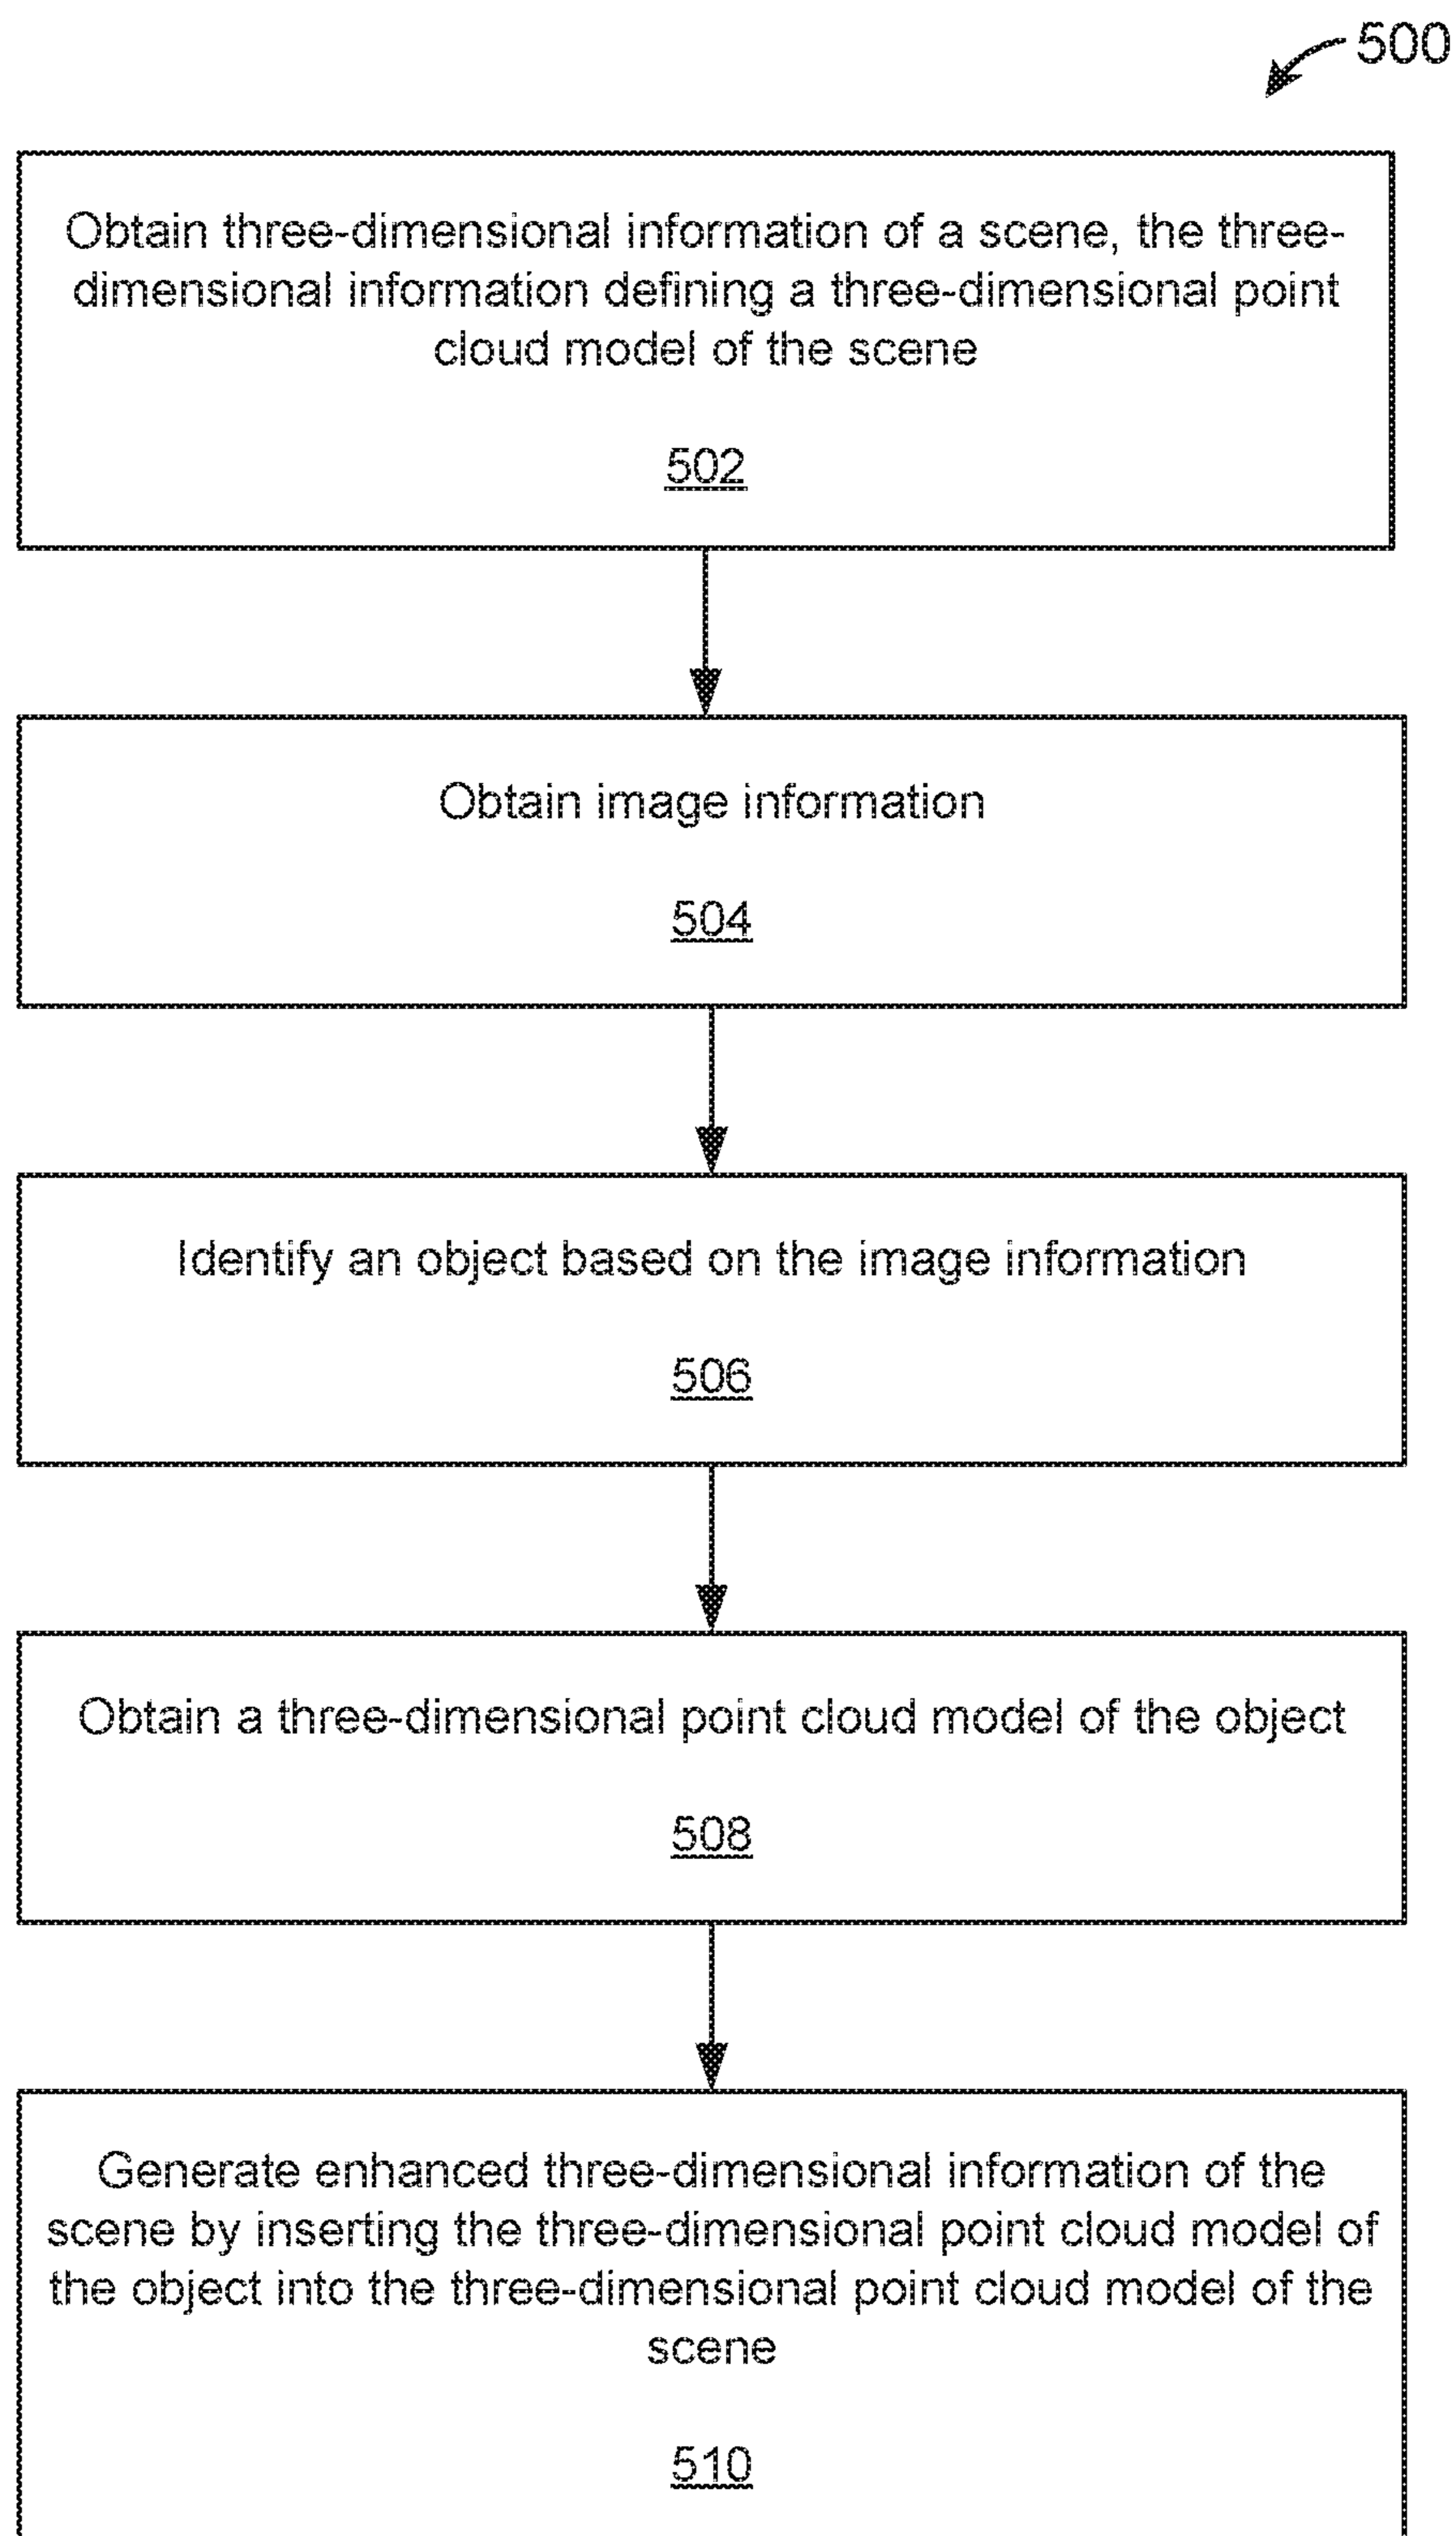 500
Obtain three-dimensional information of a scene, the three-
dimensional information defining a three-dimensional point
cloud model of the scene
502
Obtain image information
504
Identify an object based on the image information
506
Obtain a three-dimensional point cloud model of the object
508
Generate enhanced three-dimensional information of the
scene by inserting the three-dimensional point cloud model of
the object into the three-dimensional point cloud model of the
scene
510